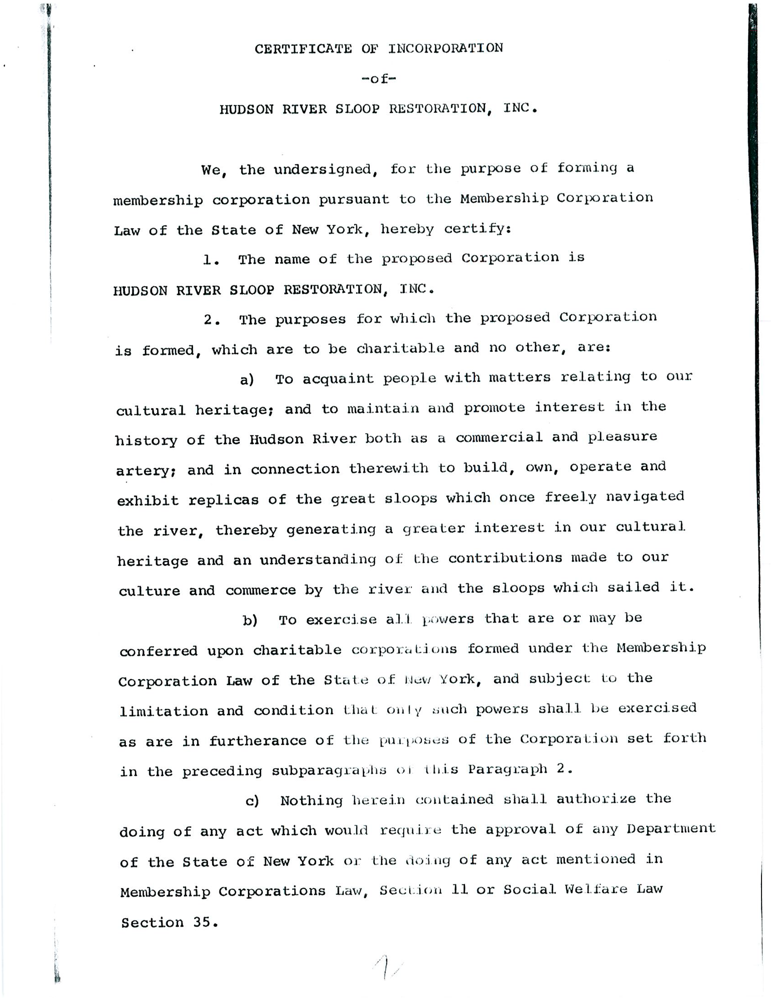 CERTIFICATE OF INCORPORATION
-of-
HUDSON RIVER SLOOP RESTORATION, INC.
We, the undersigned, for the purpose of forming a
membership corporation pursuant to the Membership Corporation
Law of the State of New York, hereby certify:
1. The name of the proposed Corporation is
HUDSON RIVER SLOOP RESTORATION, INC.
2. The purposes for which the proposed Corporation
is formed, which are to be charitable and no other, are:
a) To acquaint people with matters relating to our
cultural heritage; and to maintain and promote interest in the
history of the Hudson River both as a commercial and pleasure
artery; and in connection therewith to build, own, operate and
exhibit replicas of the great sloops which once freely navigated
the river, thereby generating a greater interest in our cultural
heritage and an understanding of the contributions made to our
culture and commerce by the river and the sloops which sailed it.
b) To exercise all powers that are or may be
conferred upon charitable corporations formed under the Membership
Corporation Law of the State of New York, and subject to the
limitation and condition that only such powers shall be exercised
as are in furtherance of the purposes of the Corporation set forth
in the preceding subparagraphs of this Paragraph 2.
c) Nothing herein contained shall authorize the
doing of any act which would require the approval of any Department
of the State of New York or the doing of any act mentioned in
Membership Corporations Law, Section 11 or Social Welfare Law
Section 35.